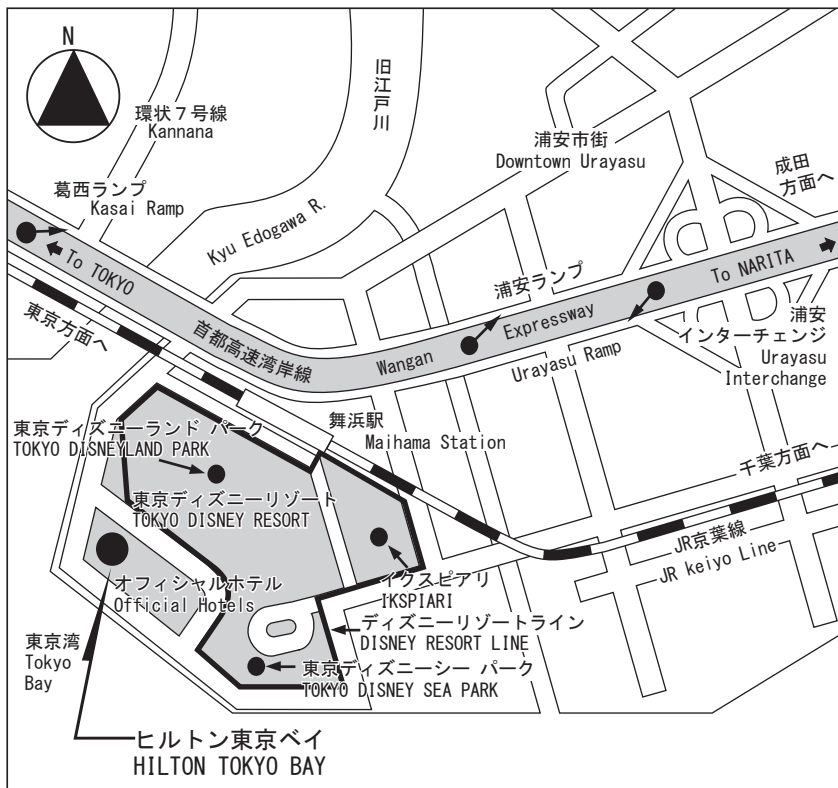 N
環状７号線
Kannana
旧江戸川
浦安市街
Downtown Urayasu
成田
方面へ
葛西ランプ
Kasai Ramp
Kyu Edogawa R.
To TOKYO
To NARITA
浦安ランプ
東京方面へ
首都高速湾岸線
Wangan
Expressway
Urayasu Ramp
浦安
インターチェンジ
Urayasu
Interchange
舞浜駅
Maihama Station
東京ディズニーランド パーク
TOKYO DISNEYLAND PARK
千葉方面へ
東京ディズニーリゾート
TOKYO DISNEY RESORT
JR京葉線
JR keiyo Line
オフィシャルホテル
Official Hotels
イクスピアリ
IKSPIARI
ディズニーリゾートライン
DISNEY RESORT LINE
東京湾
Tokyo
Bay
東京ディズニーシー パーク
TOKYO DISNEY SEA PARK
ヒルトン東京ベイ
HILTON TOKYO BAY